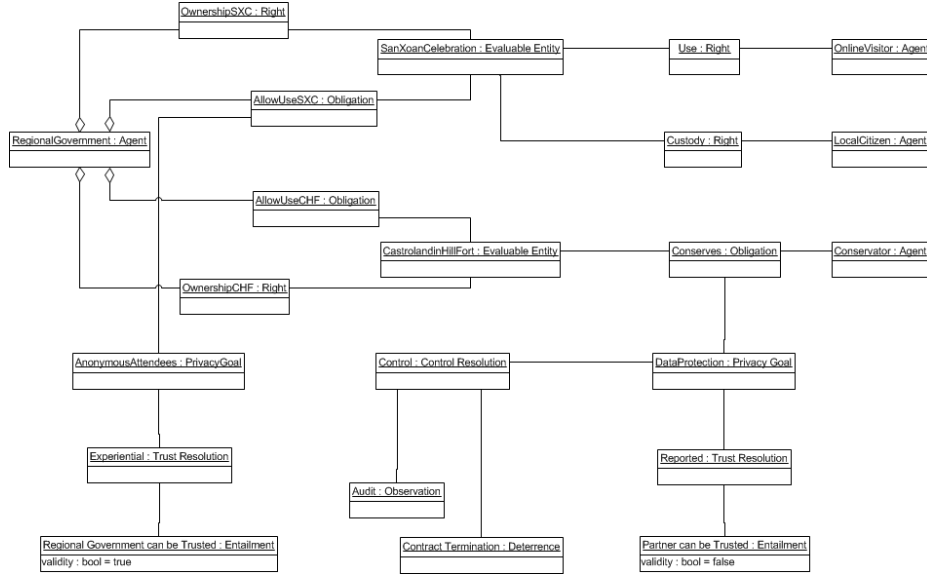 OwnershipSXC : Right
SanXoanCelebration : Evaluable Entity
Use : Right
OnlineVisitor : Agent
AllowUseSXC : Obligation
RegionalGovernment : Agent
Custody : Right
LocalCitizen : Agent
AllowUseCHF : Obligation
CastrolandinHillFort : Evaluable Entity
Conserves : Obligation
Conservator : Agent
OwnershipCHF : Right
AnonymousAttendees : PrivacyGoal
Control : Control Resolution
DataProtection : Privacy Goal
Experiential : Trust Resolution
Reported : Trust Resolution
Audit : Observation
Regional Government can be Trusted : Entailment
validity : bool = true
Contract Termination : Deterrence
Partner can be Trusted : Entailment
validity : bool = false